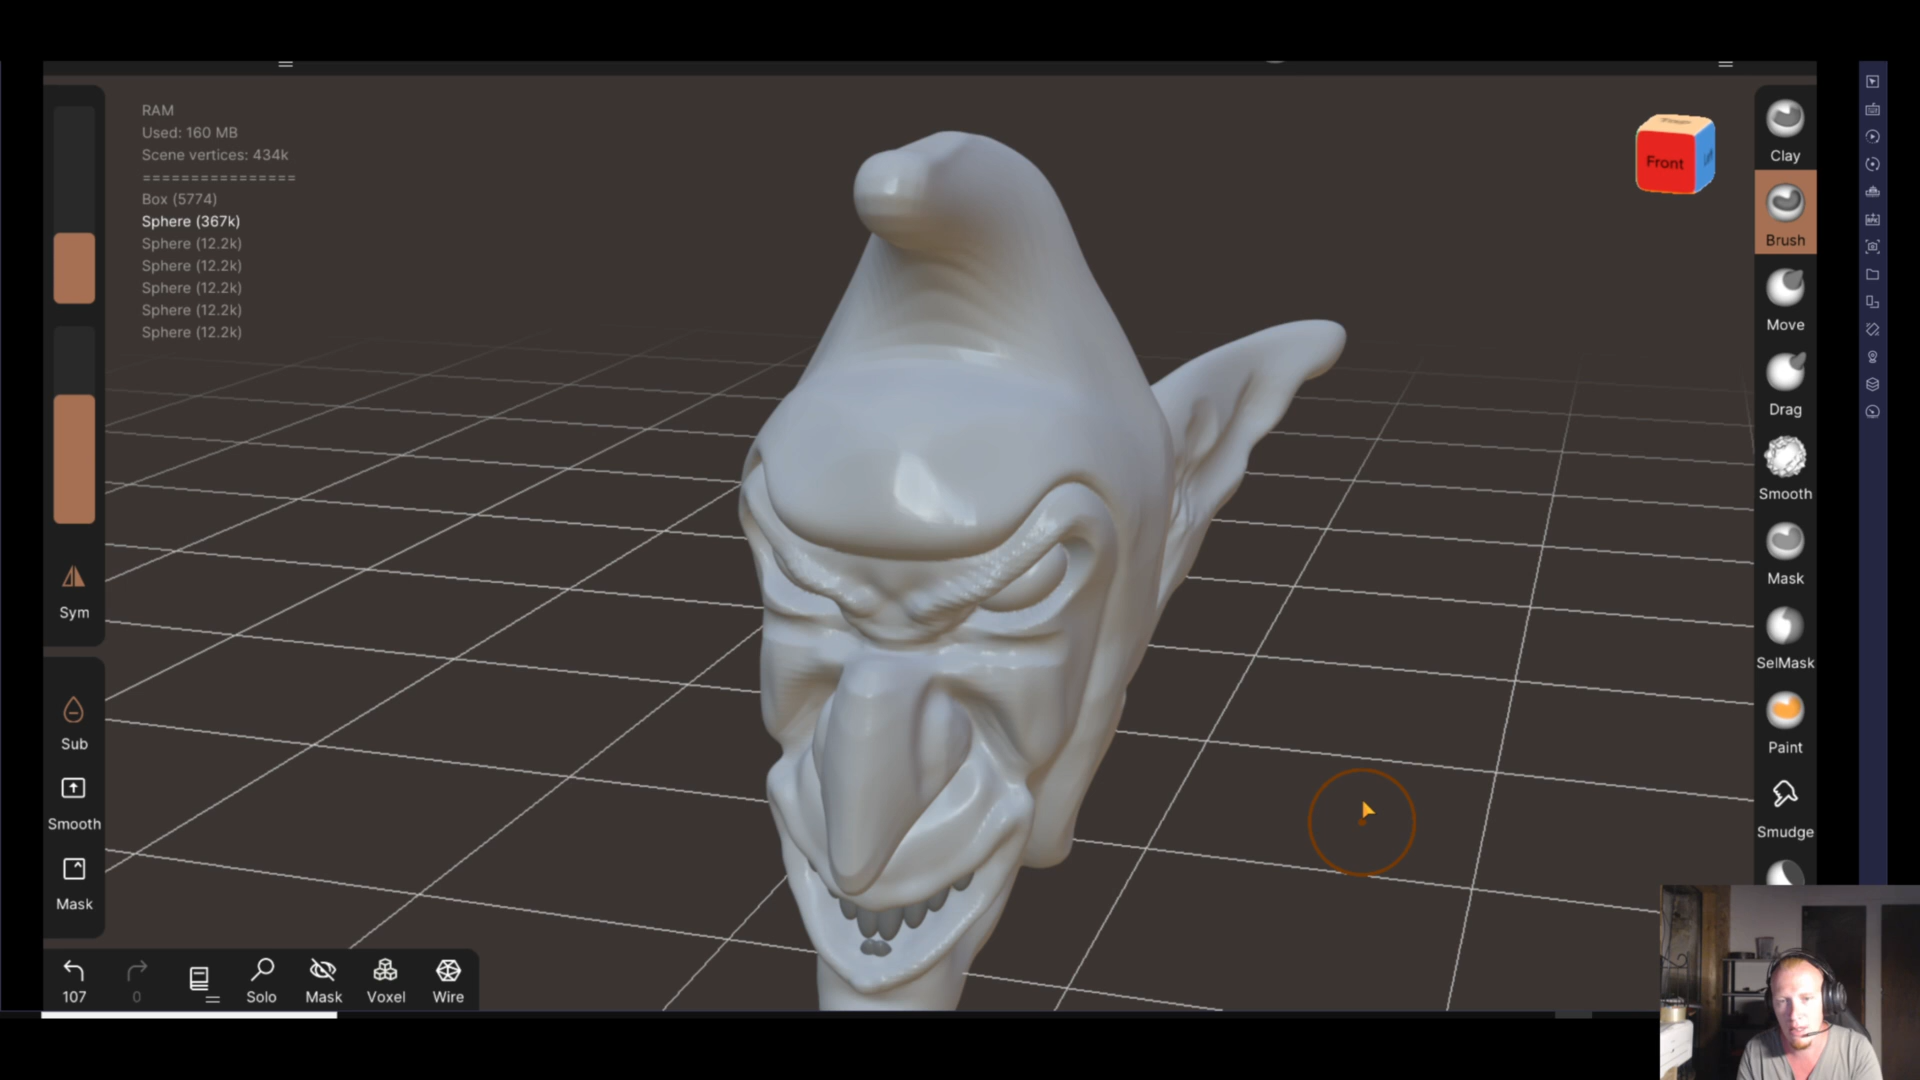 RAM
Used: 160 MB
Scene vertices: 434k
================
Box (5774)
Sphere (367k)
Sphere (12.2k)
Sphere (12.2k)
Sphere (12.2k)
Sphere (12.2k)
Sphere (12.2k)
Front
Clay
Brush
Move
Drag
Smooth
Mask
SelMask
Paint
Smudge
Sym
Sub
Smooth
Mask
107
0
Solo
Mask
Voxel
Wire